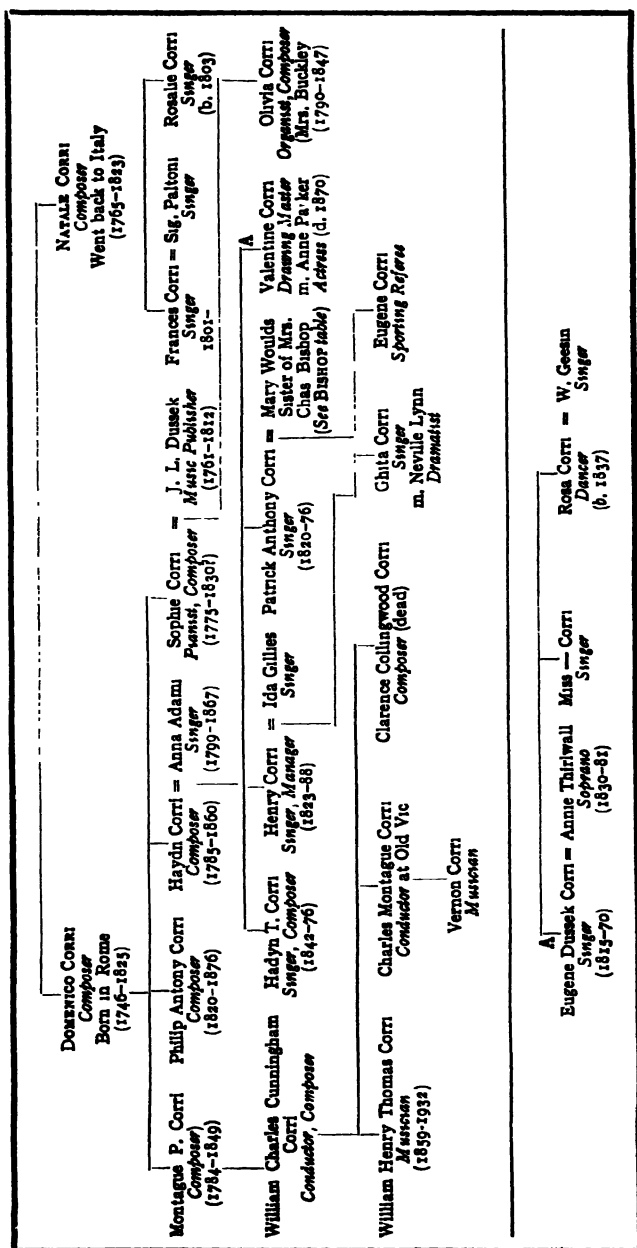 DOMENICO CORRI
Composer
Born in Rome
(1746-1825)
NATALE CORRI
Composer
Went back to Italy
(1765-1823)
Montague P. Corri
Composer)
(1784-1849)
Philip Antony Corri
Composer
(1820-1876)
Haydn Corri = Anna Adami
Composer
(1785-1860)
Singer
(1799-1867)
Sophie Corri = J. L. Dussek
Pianist, Composer
(1775-1830?)
Music Publisher
(1761-1812)
Frances Corri = Sig. Paltoni
Singer
1801-
Singer
Rosalie Corri
Singer
(b. 1803)
William Charles Cunningham
Corri
Conductor, Composer
Hadyn T. Corri
Singer, Composer
(1842-76)
Henry Corri = Ida Gillies
Singer, Manager
(1823-88)
Singer
Patrick Anthony Corri = Mary Woulds
Singer
(1820-76)
Sister of Mrs.
Chas Bishop
(See BISHOP table)
A
Valentine Corri
Drawing Master
m. Anne Parker
Actress (d. 1870)
Olivia Corri
Organist, Composer
(Mrs. Buckley)
(1790-1847)
William Henry Thomas Corri
Musician
(1859-1932)
Charles Montague Corri
Conductor at Old Vic
Clarence Collingwood Corri
Composer (dead)
Ghita Corri
Singer
m. Neville Lynn
Dramatist
Eugene Corri
Sporting Referee
Vernon Corri
Musician
A
Eugene Dussek Corri = Annie Thirlwall
Singer
(1815-70)
Soprano
(1830-81)
Miss — Corri
Singer
Rosa Corri = W. Geesin
Dancer
(b. 1837)
Singer